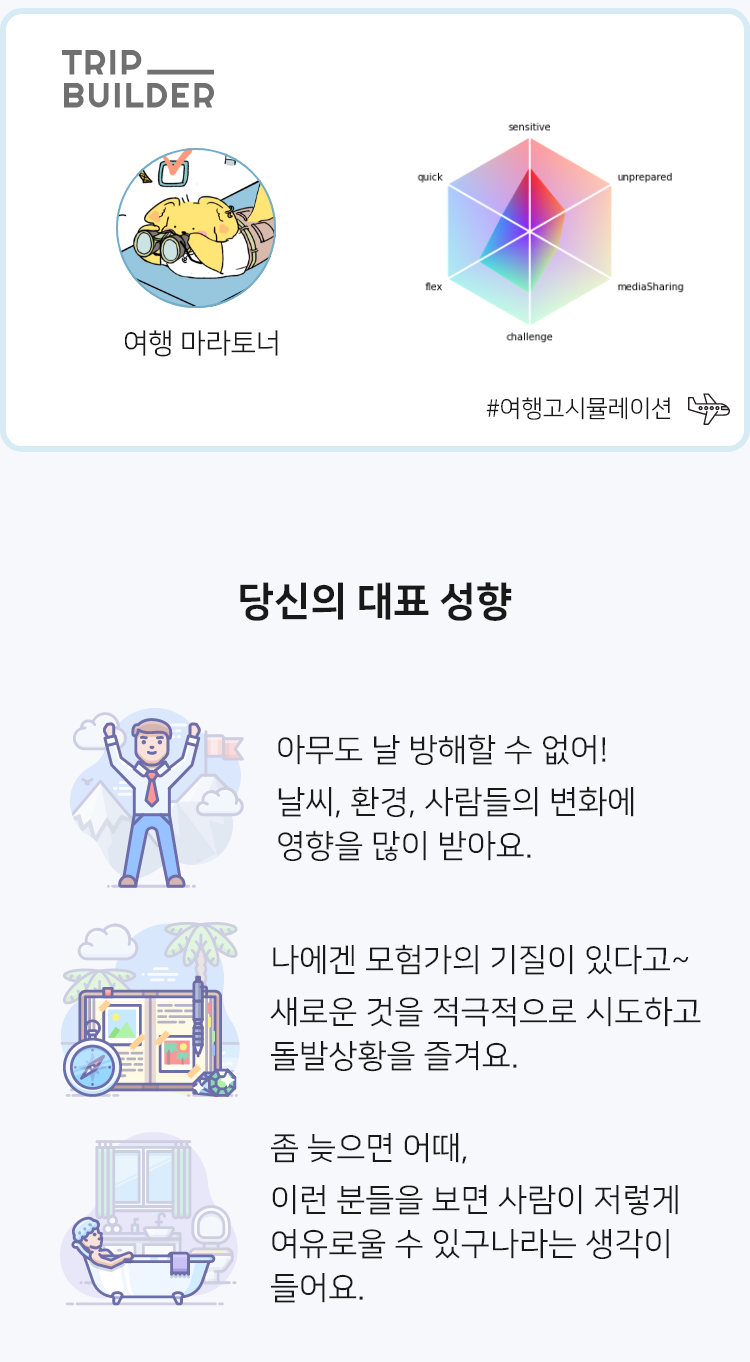 TRIP
BUILDER
sensitive
quick
unprepared
flex
mediaSharing
challenge
여행 마라토너
#여행고시뮬레이션
당신의 대표 성향
아무도 날 방해할 수 없어!
날씨, 환경, 사람들의 변화에
영향을 많이 받아요.
나에겐 모험가의 기질이 있다고~
새로운 것을 적극적으로 시도하고
돌발상황을 즐겨요.
좀 늦으면 어때,
이런 분들을 보면 사람이 저렇게
여유로울 수 있구나라는 생각이
들어요.